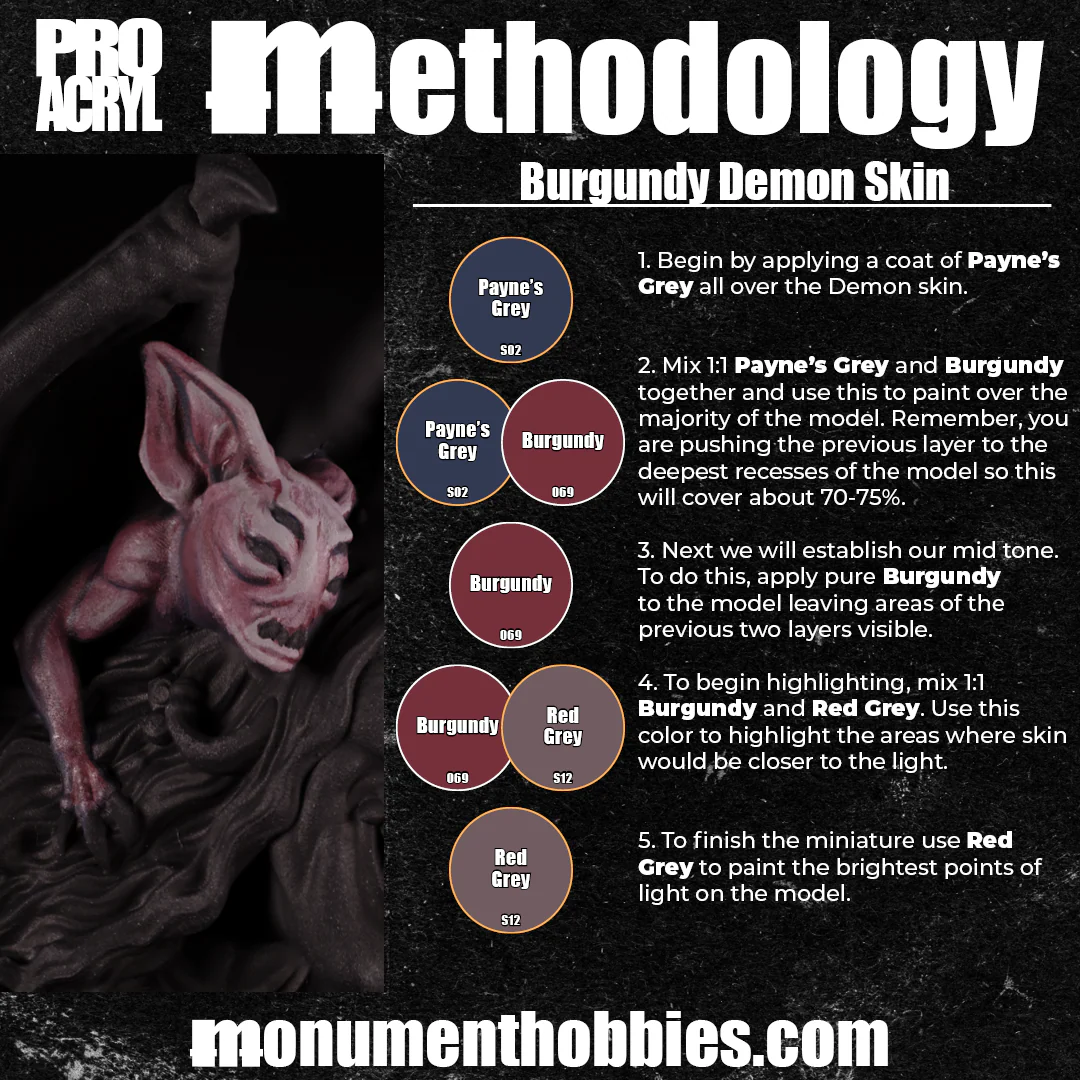 PRO
ACRYL
methodology
Burgundy Demon Skin
Payne's
Grey
S02
1. Begin by applying a coat of Payne's
Grey all over the Demon skin.
Payne's
Grey
S02
Burgundy
069
2. Mix 1:1 Payne's Grey and Burgundy
together and use this to paint over the
majority of the model. Remember, you
are pushing the previous layer to the
deepest recesses of the model so this
will cover about 70-75%.
Burgundy
069
3. Next we will establish our mid tone.
To do this, apply pure Burgundy
to the model leaving areas of the
previous two layers visible.
Burgundy
069
Red
Grey
S12
4. To begin highlighting, mix 1:1
Burgundy and Red Grey. Use this
color to highlight the areas where skin
would be closer to the light.
Red
Grey
S12
5. To finish the miniature use Red
Grey to paint the brightest points of
light on the model.
monumenthobbies.com